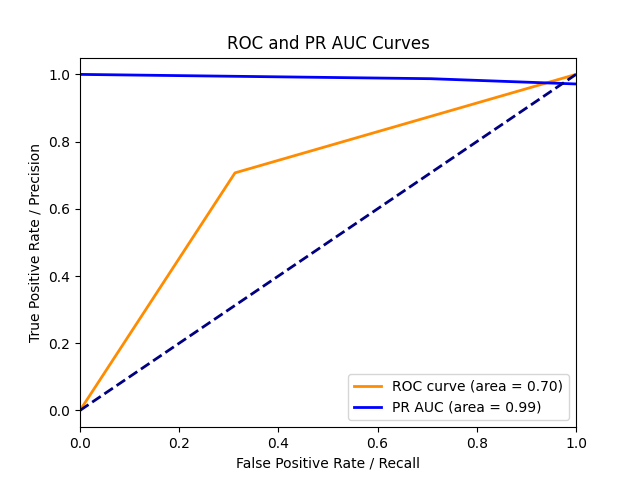 ROC and PR AUC Curves
True Positive Rate / Precision
1.0
0.8
0.6
0.4
0.2
0.0
ROC curve (area = 0.70)
PR AUC (area = 0.99)
0.0 0.2 0.4 0.6 0.8 1.0
False Positive Rate / Recall